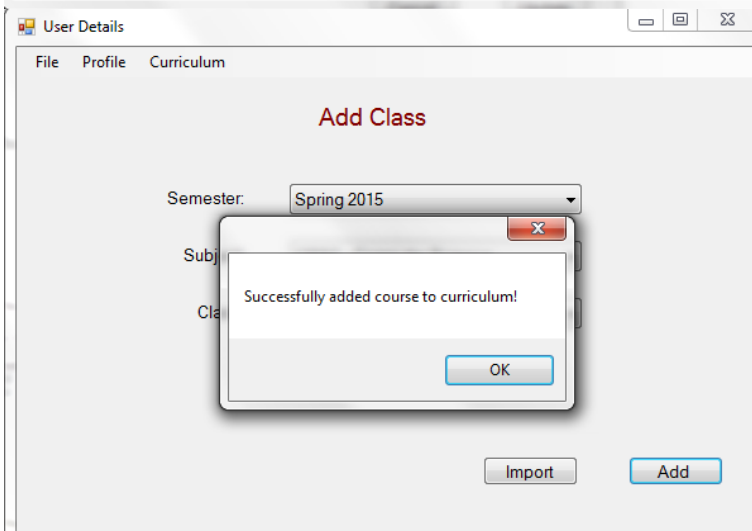 User Details
File Profile Curriculum
Add Class
Semester: Spring 2015
Successfully added course to curriculum!
OK
Import Add